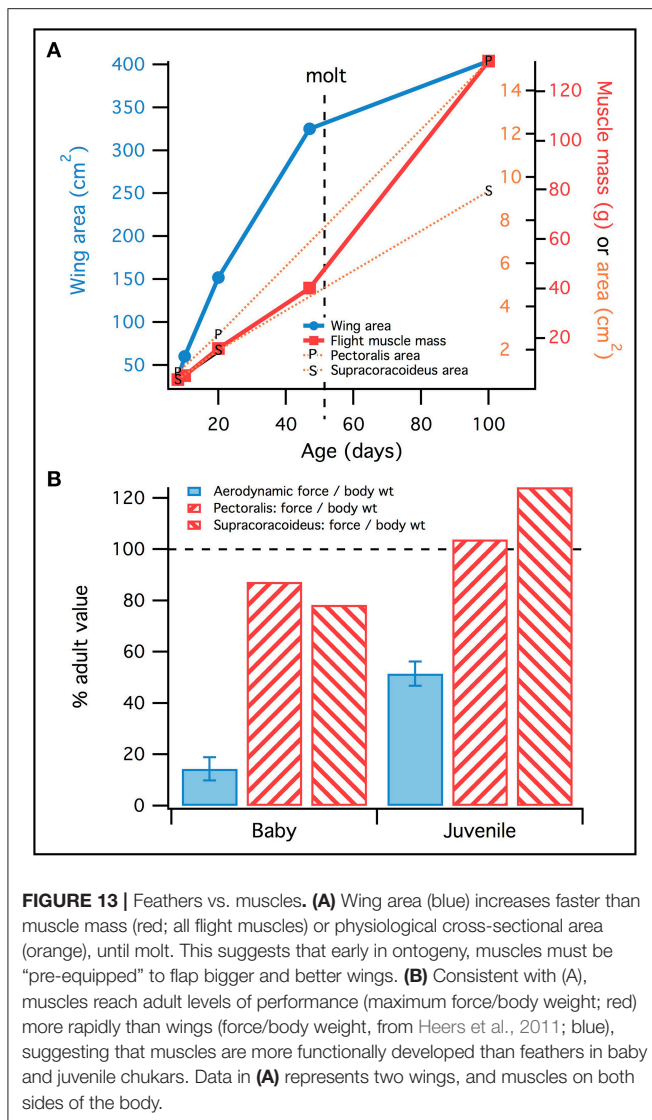 A
molt
400
350
300
250
200
150
100
50
Wing area (cm2)
14
12
10
8
6
4
2
120
100
80
60
40
20
Muscle mass (g) or area (cm2)
P
S
P
S
P
S
Wing area
Flight muscle mass
P Pectoralis area
S Supracoracoideus area
20 40 60 80 100
Age (days)
B
Aerodynamic force / body wt
Pectoralis: force / body wt
Supracoracoideus: force / body wt
120
100
80
60
40
20
0
% adult value
Baby Juvenile
FIGURE 13 | Feathers vs. muscles. (A) Wing area (blue) increases faster than
muscle mass (red; all flight muscles) or physiological cross-sectional area
(orange), until molt. This suggests that early in ontogeny, muscles must be
“pre-equipped” to flap bigger and better wings. (B) Consistent with (A),
muscles reach adult levels of performance (maximum force/body weight; red)
more rapidly than wings (force/body weight, from Heers et al., 2011; blue),
suggesting that muscles are more functionally developed than feathers in baby
and juvenile chukars. Data in (A) represents two wings, and muscles on both
sides of the body.